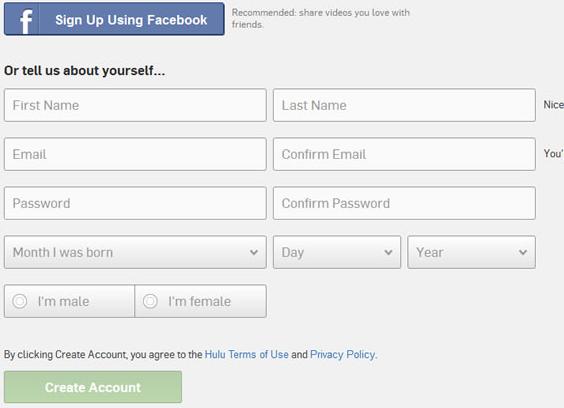 f Sign Up Using Facebook
Recommended: share videos you love with
friends.
Or tell us about yourself...
First Name
Last Name
Nice
Email
Confirm Email
You'
Password
Confirm Password
Month I was born
Day
Year
I'm male
I'm female
By clicking Create Account, you agree to the Hulu Terms of Use and Privacy Policy.
Create Account